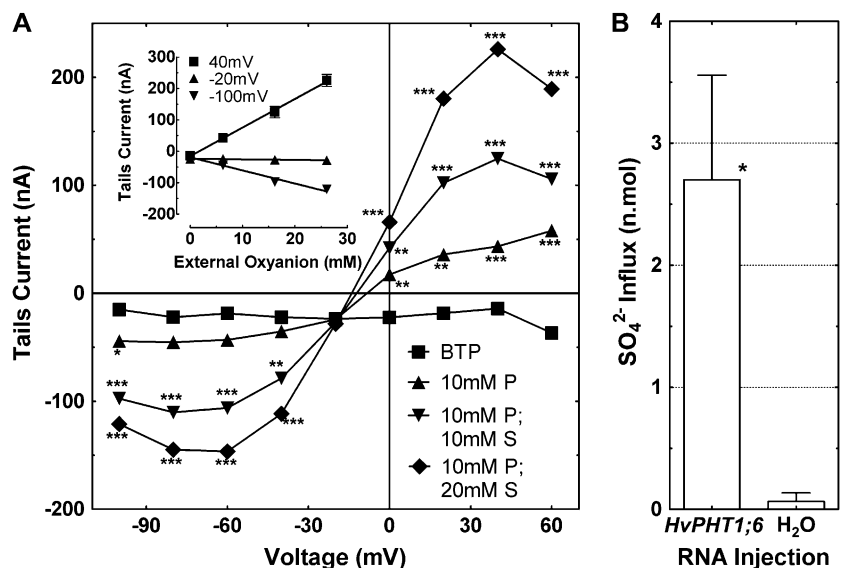 A
Tails Current (nA)
200
100
0
-100
-200
-90
-60
-30
0
30
60
Voltage (mV)
Tails Current (nA)
300
200
100
0
-100
-200
0
10
20
30
External Oxyanion (mM)
40mV
-20mV
-100mV
***
***
***
***
***
***
***
***
**
**
**
***
***
*
***
***
***
**
***
***
***
***
BTP
10mM P
10mM P;
10mM S
10mM P;
20mM S
B
SO₄²⁻ Influx (n.mol)
4
3
2
1
0
*
HvPHT1;6
H₂O
RNA Injection